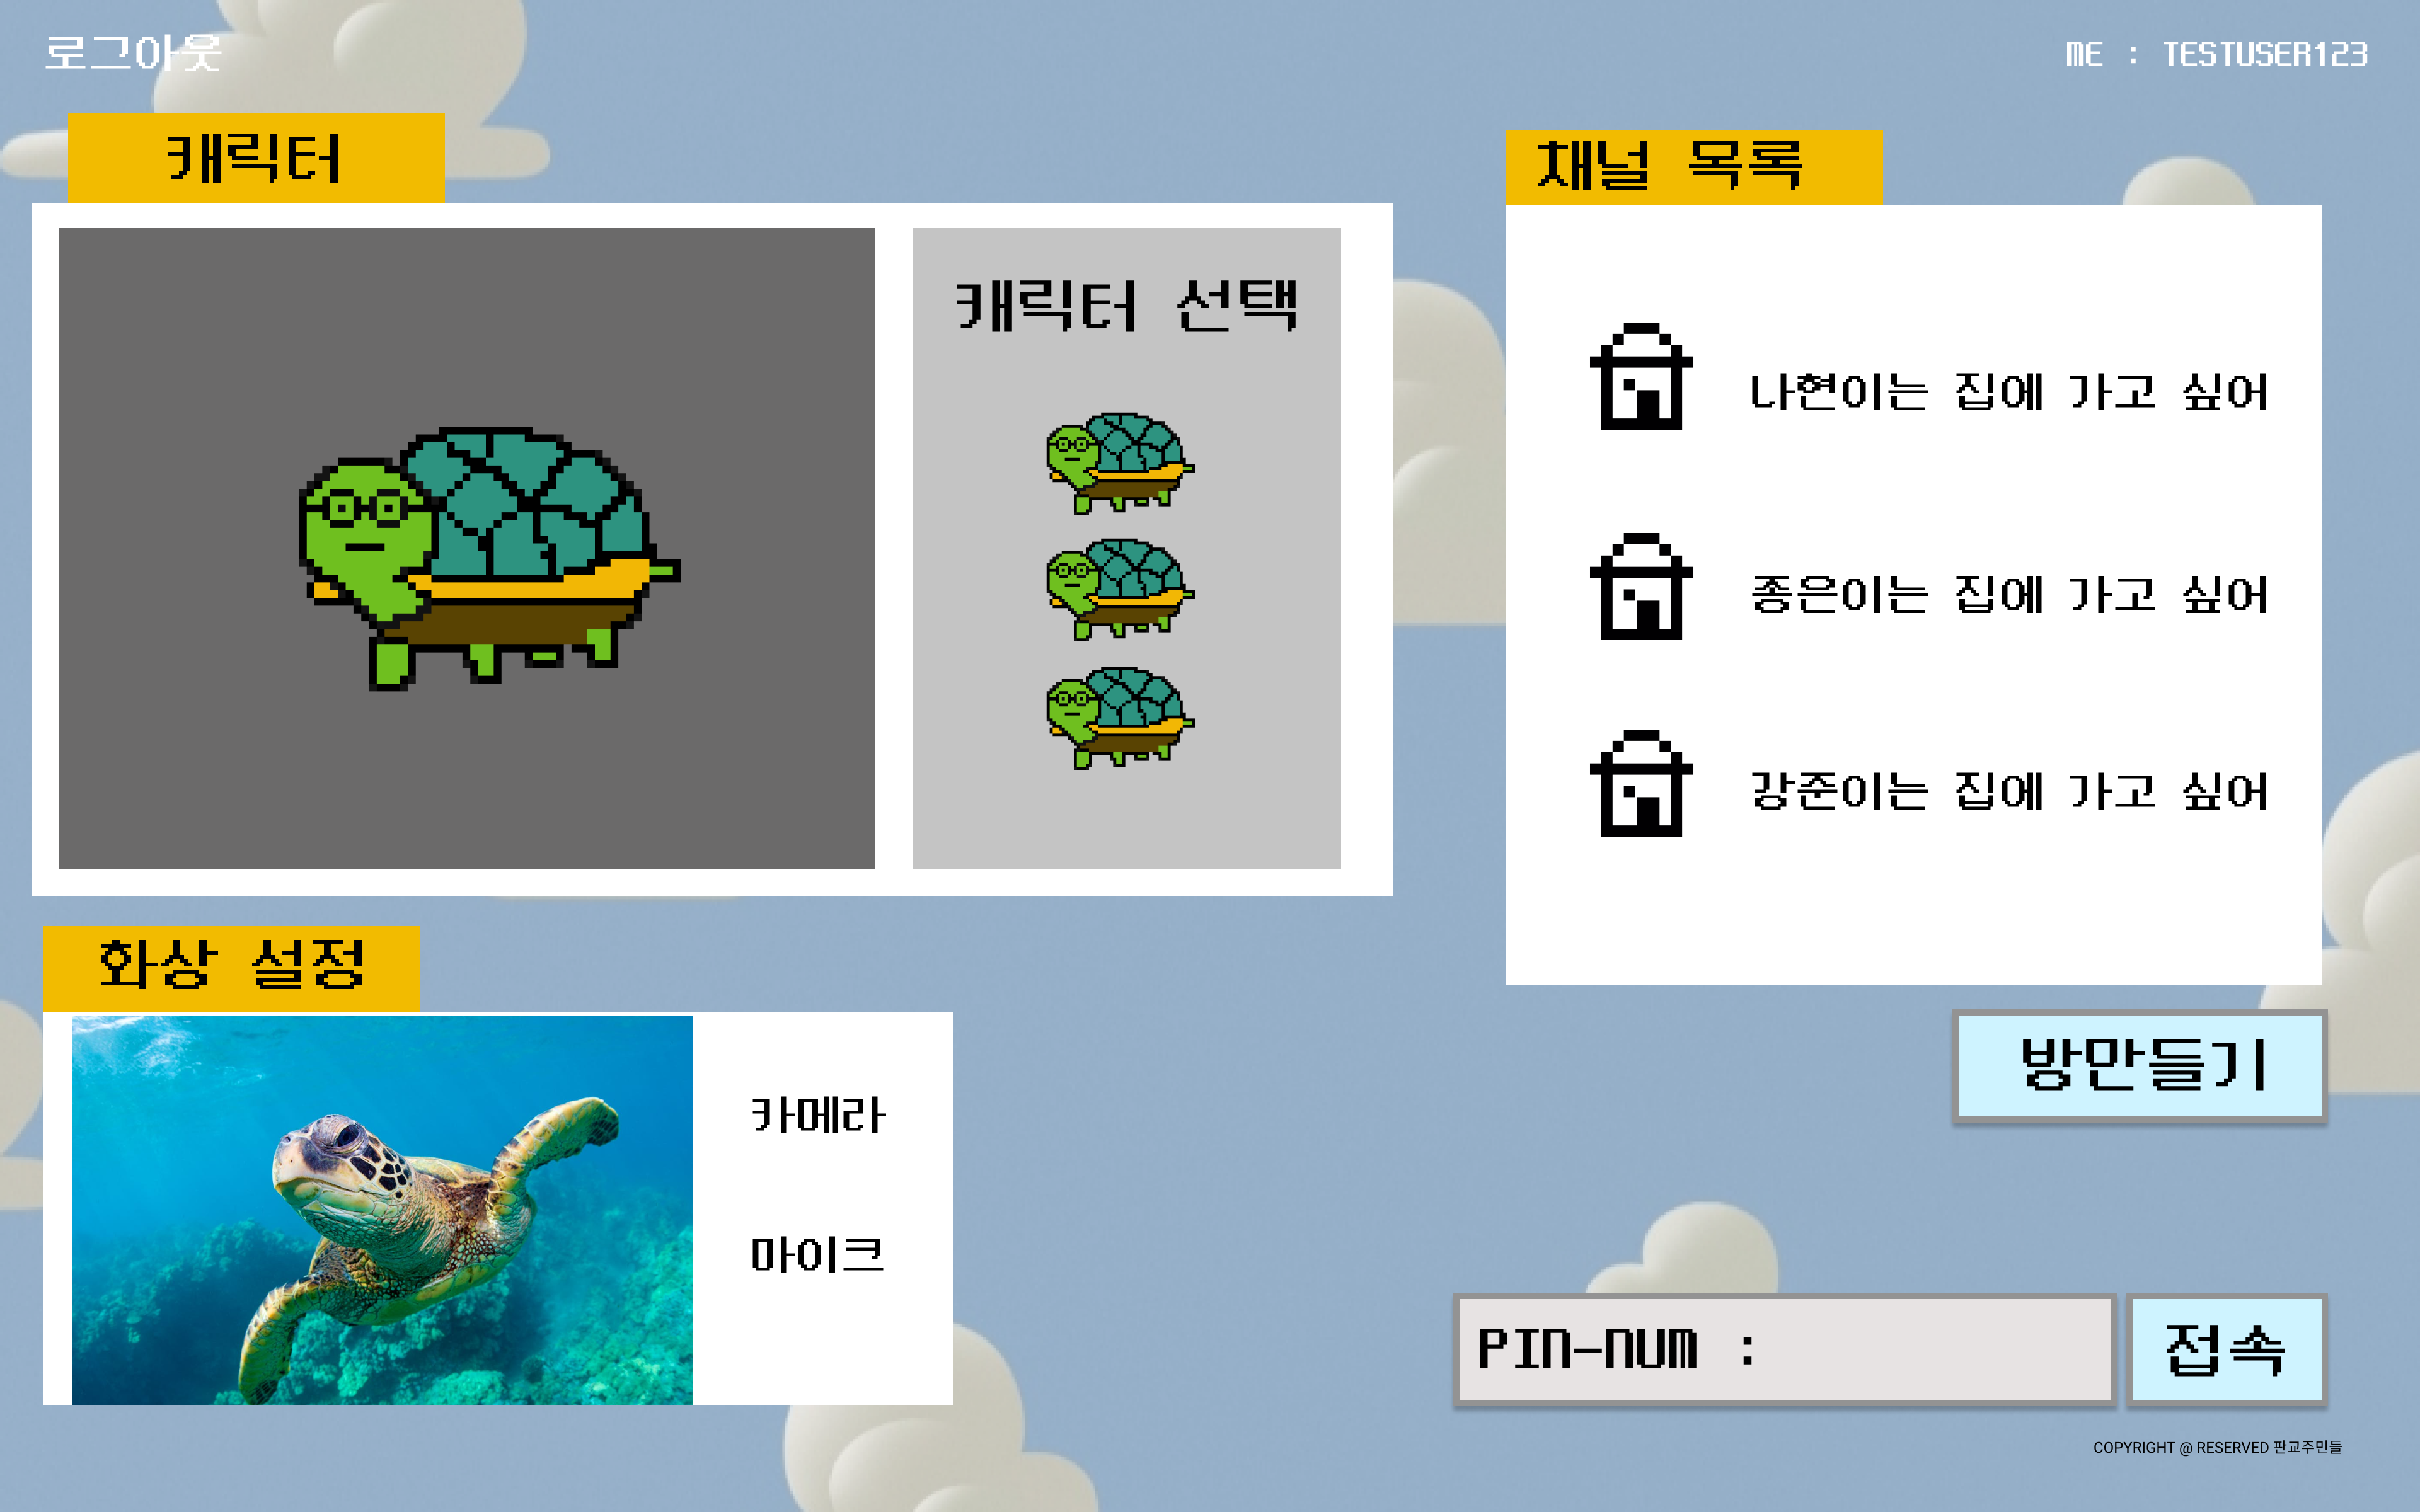 로그아웃
ME : TESTUSER123
캐릭터
캐릭터 선택
채널 목록
나현이는 집에 가고 싶어
종은이는 집에 가고 싶어
강준이는 집에 가고 싶어
화상 설정
카메라
마이크
방만들기
PIN-NUM :
접속
COPYRIGHT @ RESERVED 판교주민들